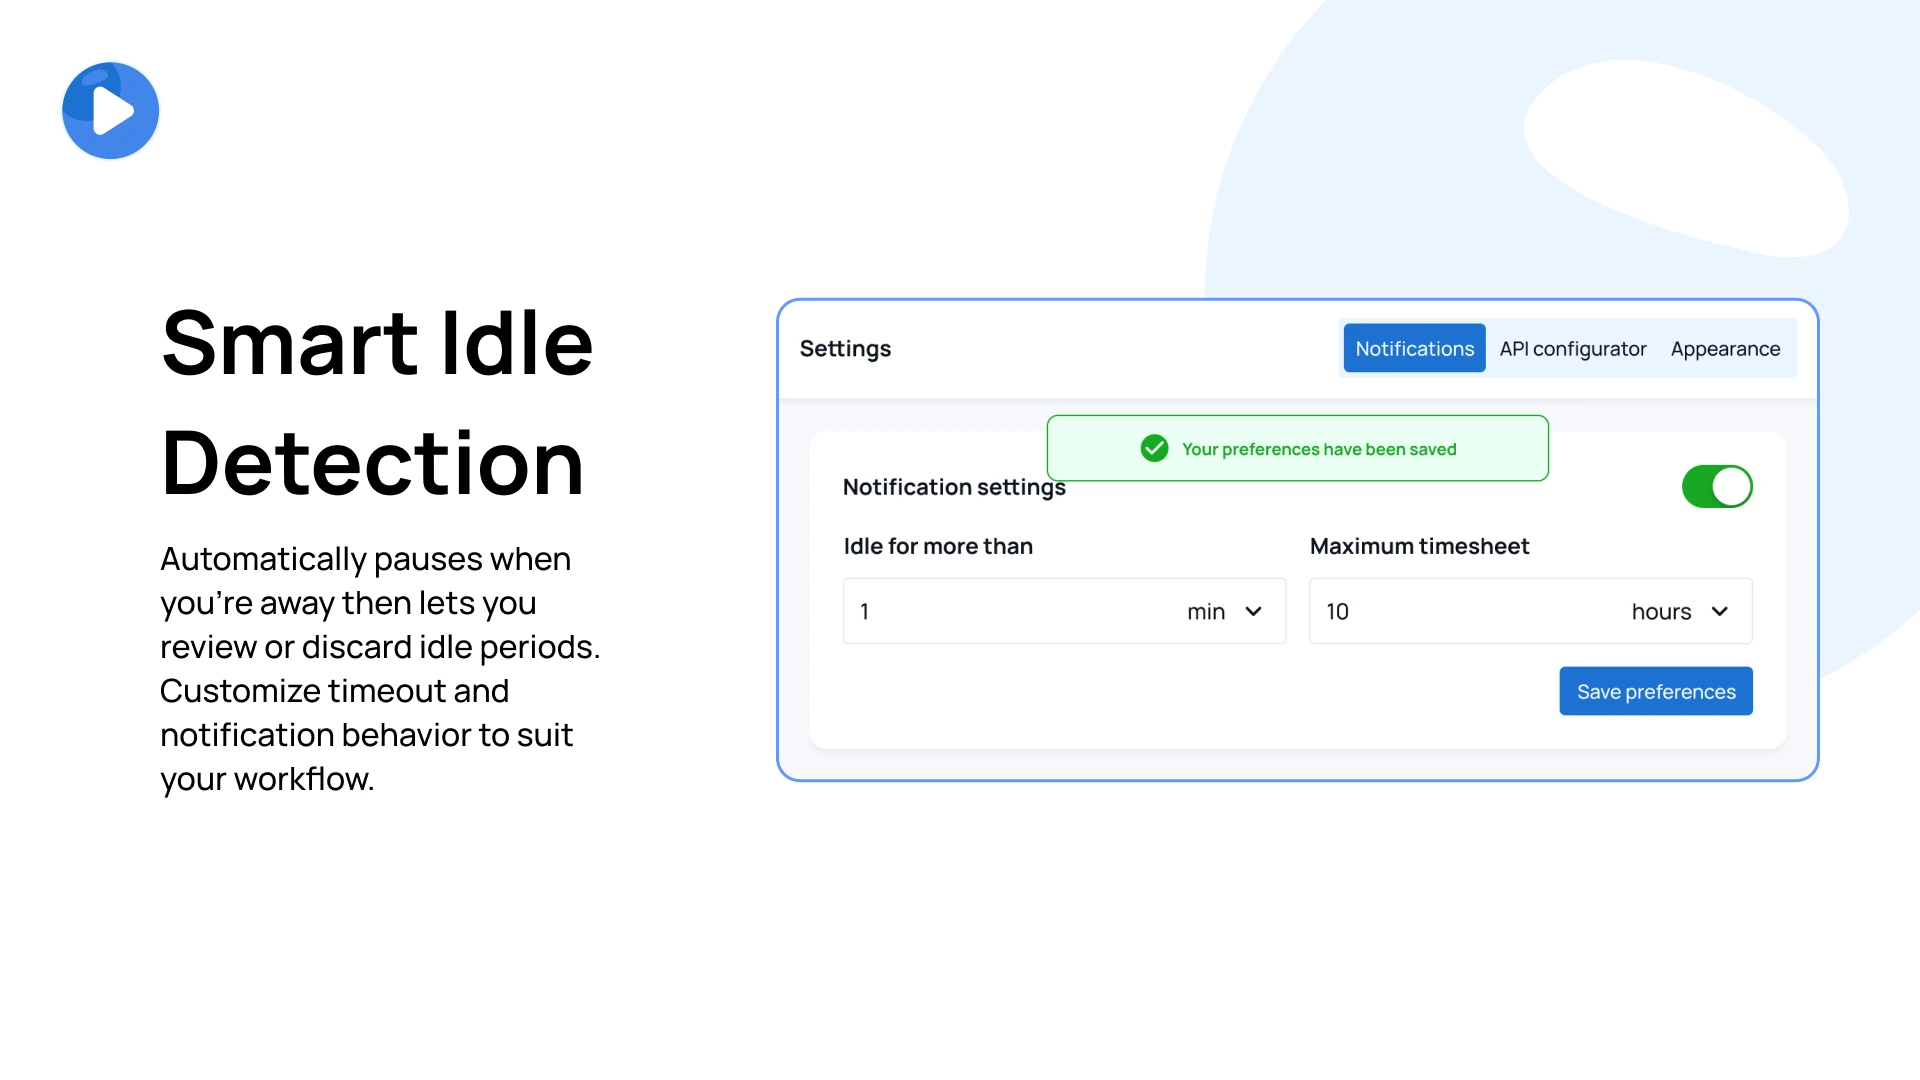 Smart Idle
Detection
Automatically pauses when
you’re away then lets you
review or discard idle periods.
Customize timeout and
notification behavior to suit
your workflow.
Settings
Notifications API configurator Appearance
Your preferences have been saved
Notification settings
Idle for more than
1 min
Maximum timesheet
10 hours
Save preferences